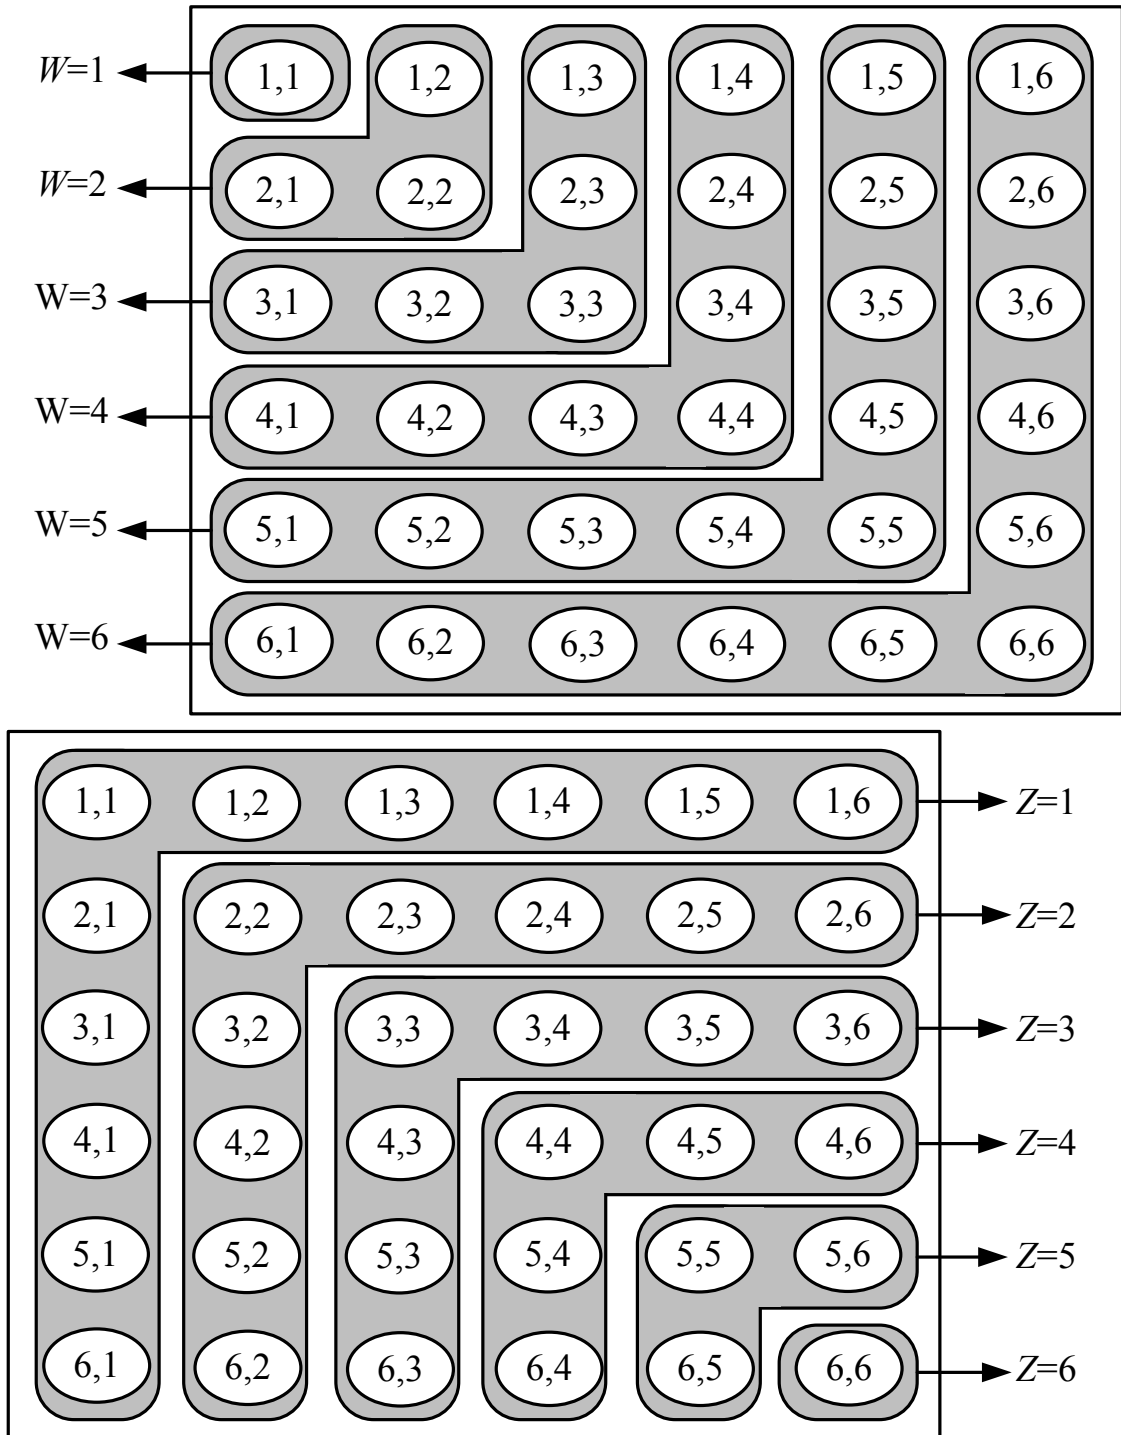 W=1 1,1 1,2 1,3 1,4 1,5 1,6
W=2 2,1 2,2 2,3 2,4 2,5 2,6
W=3 3,1 3,2 3,3 3,4 3,5 3,6
W=4 4,1 4,2 4,3 4,4 4,5 4,6
W=5 5,1 5,2 5,3 5,4 5,5 5,6
W=6 6,1 6,2 6,3 6,4 6,5 6,6
1,1 1,2 1,3 1,4 1,5 1,6 Z=1
2,1 2,2 2,3 2,4 2,5 2,6 Z=2
3,1 3,2 3,3 3,4 3,5 3,6 Z=3
4,1 4,2 4,3 4,4 4,5 4,6 Z=4
5,1 5,2 5,3 5,4 5,5 5,6 Z=5
6,1 6,2 6,3 6,4 6,5 6,6 Z=6